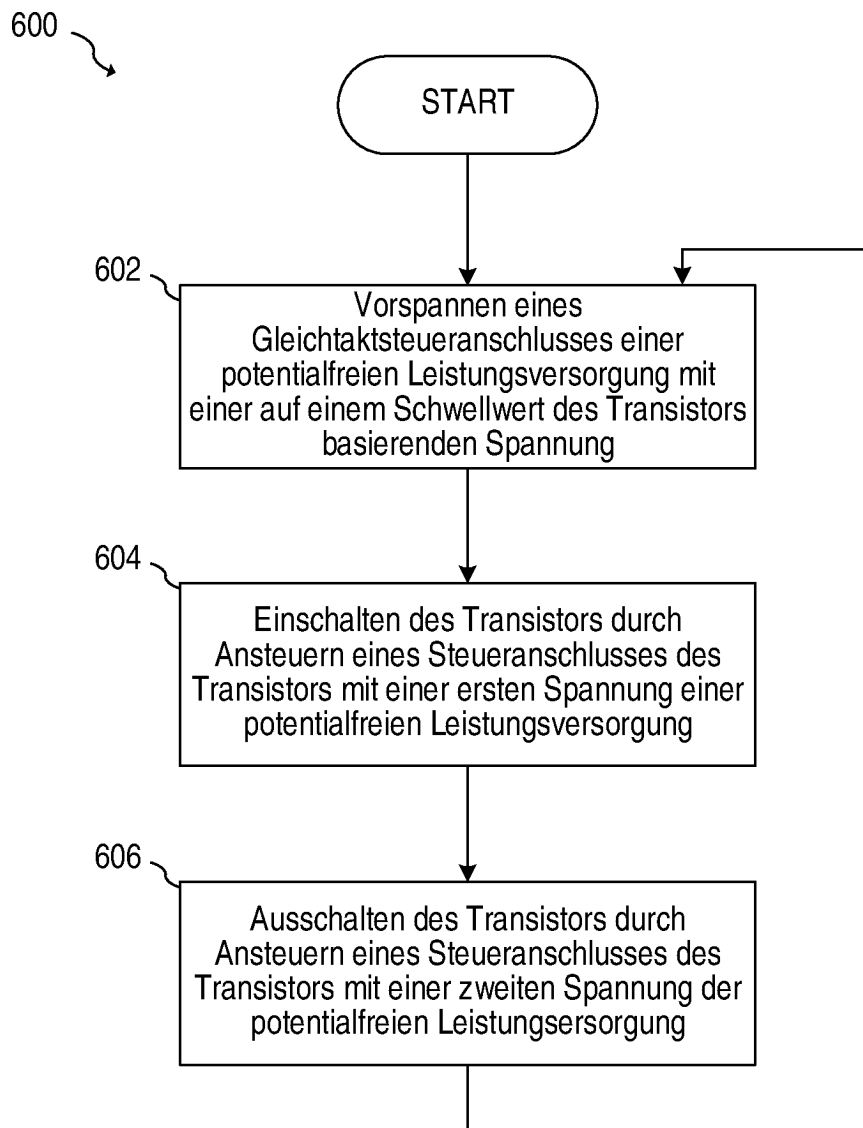 600
START
602
Vorspannen eines
Gleichtaktsteueranschlusses einer
potentialfreien Leistungsversorgung mit
einer auf einem Schwellwert des Transistors
basierenden Spannung
604
Einschalten des Transistors durch
Ansteuern eines Steueranschlusses des
Transistors mit einer ersten Spannung einer
potentialfreien Leistungsversorgung
606
Ausschalten des Transistors durch
Ansteuern eines Steueranschlusses des
Transistors mit einer zweiten Spannung der
potentialfreien Leistungsersorgung